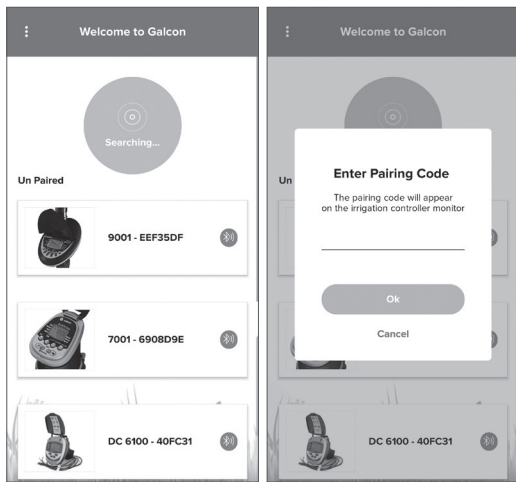 Welcome to Galcon
Searching...
Un Paired
9001 - EEF35DF
7001 - 6908D9E
DC 6100 - 40FC31
Welcome to Galcon
Un
Enter Pairing Code
The pairing code will appear
on the irrigation controller monitor
Ok
Cancel
DC 6100 - 40FC31